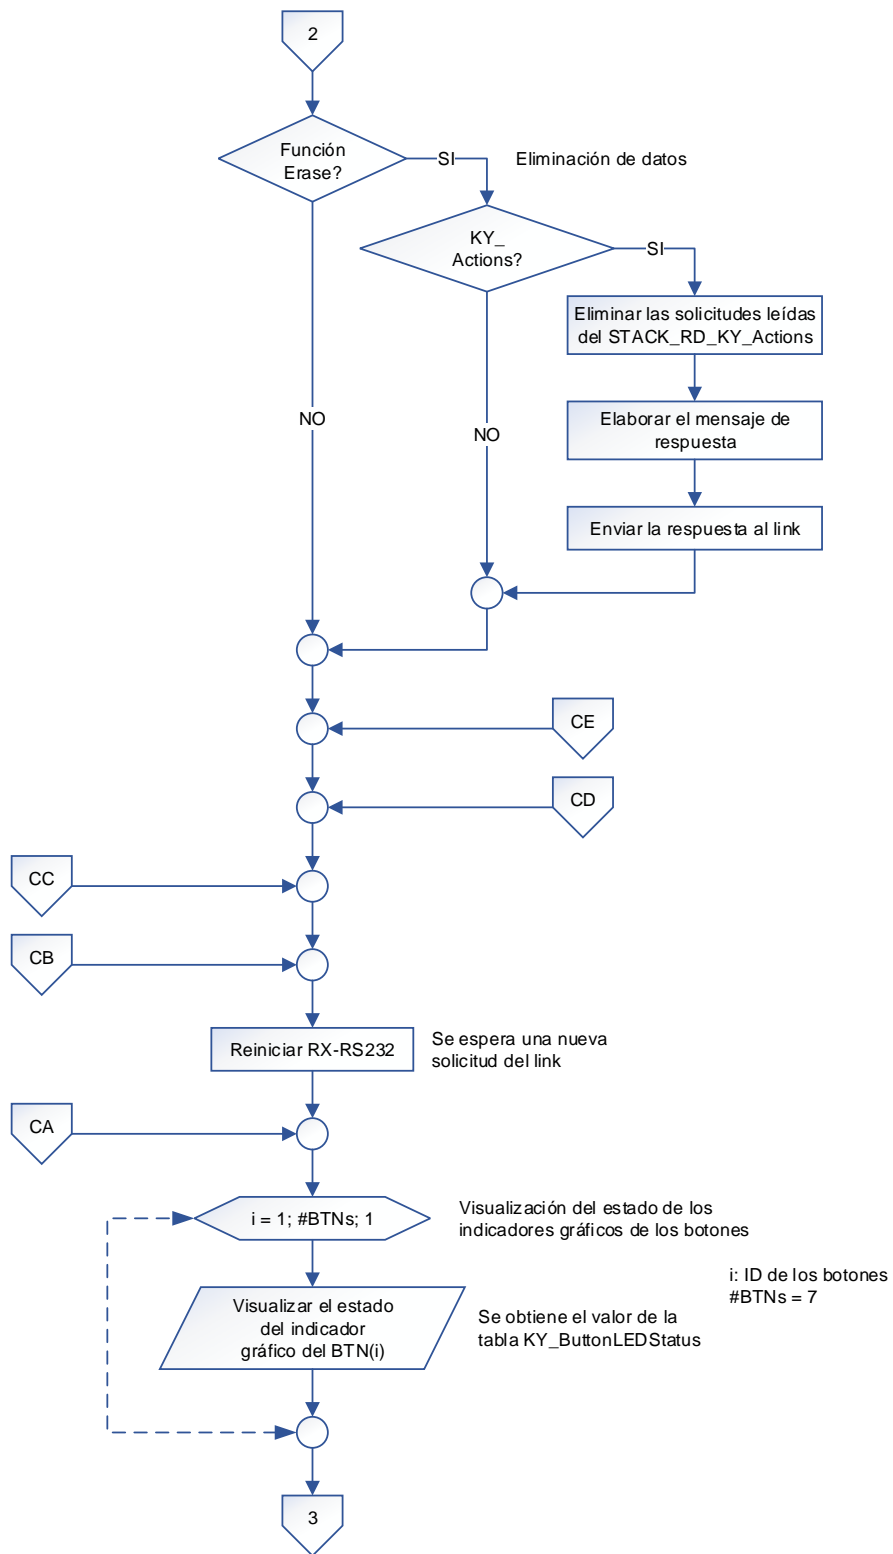 2
Función
Erase?
SI
Eliminación de datos
KY_
Actions?
SI
Eliminar las solicitudes leídas
del STACK_RD_KY_Actions
NO
Elaborar el mensaje de
respuesta
NO
Enviar la respuesta al link
CE
CD
CC
CB
Reiniciar RX-RS232
Se espera una nueva
solicitud del link
CA
i = 1; #BTNs; 1
Visualización del estado de los
indicadores gráficos de los botones
i: ID de los botones
#BTNs = 7
Visualizar el estado
del indicador
gráfico del BTN(i)
Se obtiene el valor de la
tabla KY_ButtonLEDStatus
3